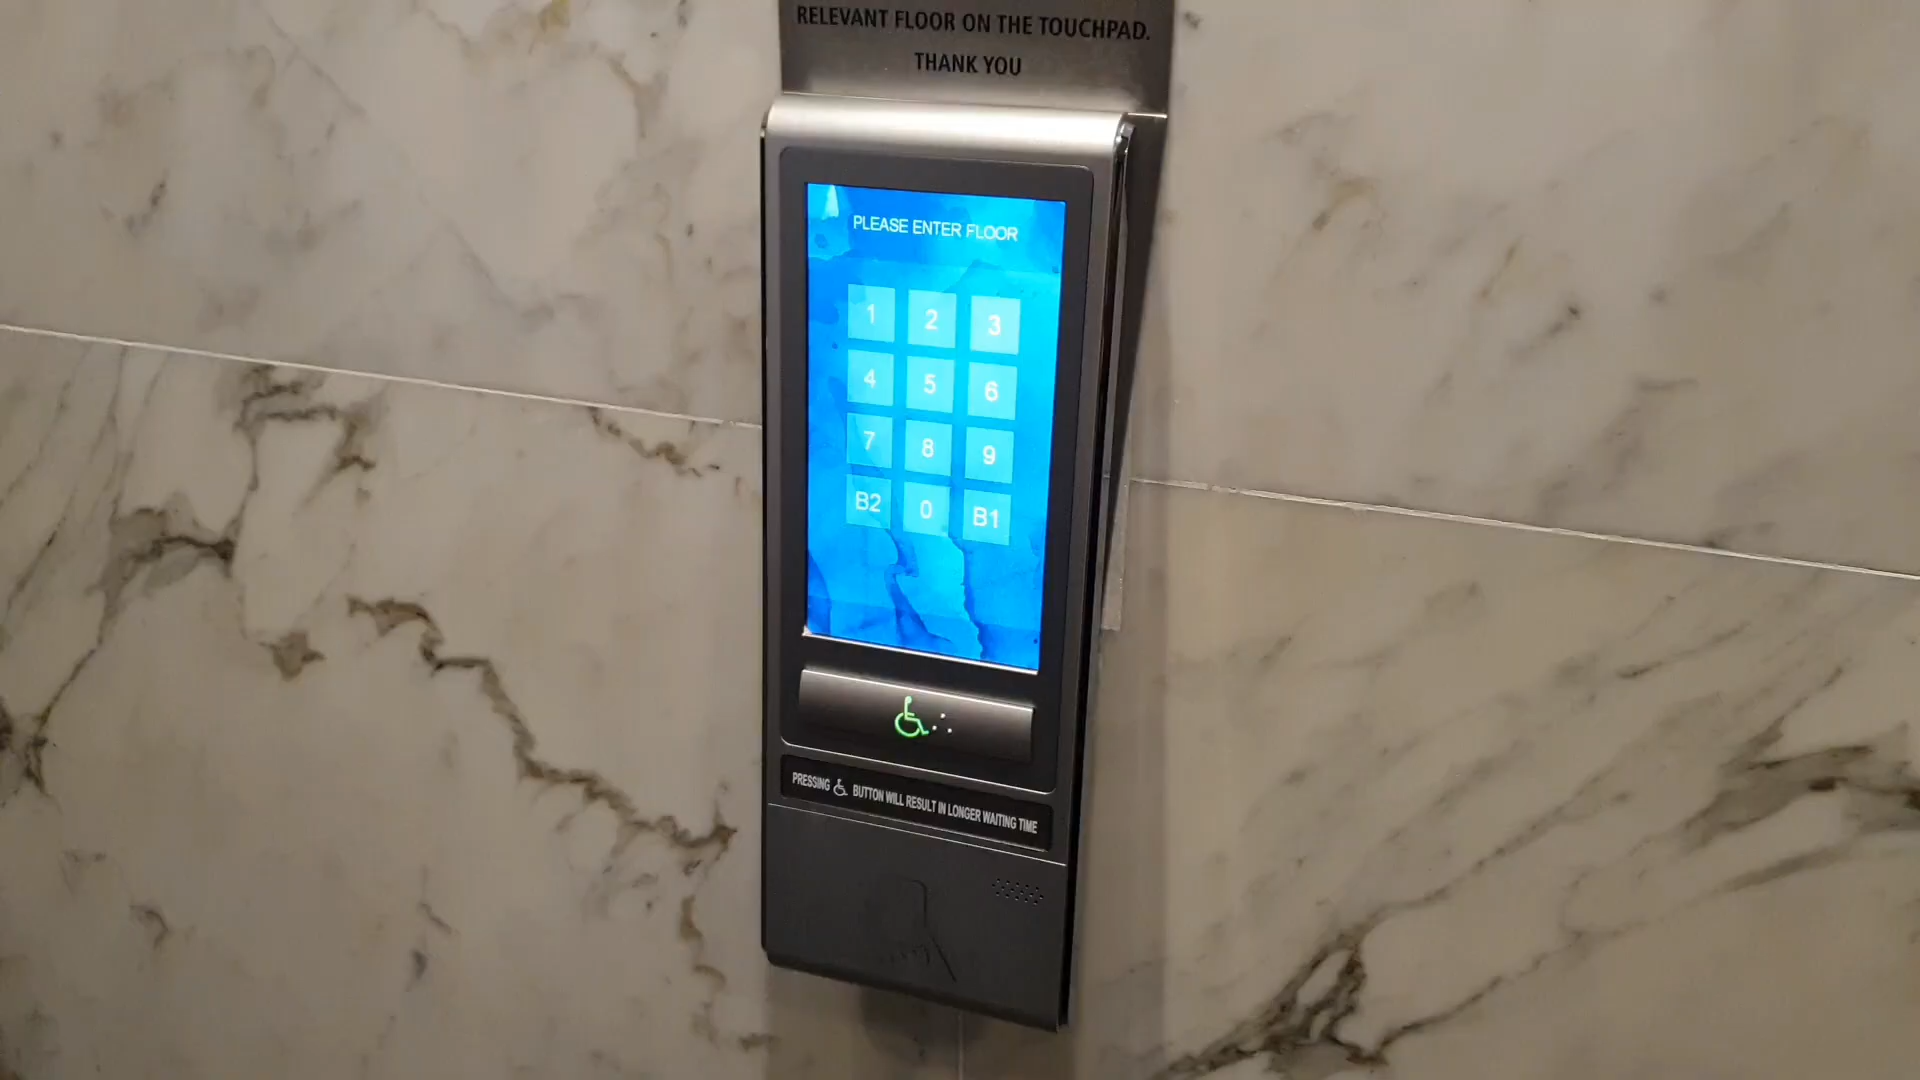 RELEVANT FLOOR ON THE TOUCHPAD.
THANK YOU
PLEASE ENTER FLOOR
1 2 3
4 5 6
7 8 9
B2 0 B1
PRESSING BUTTON WILL RESULT IN LONGER WAITING TIME